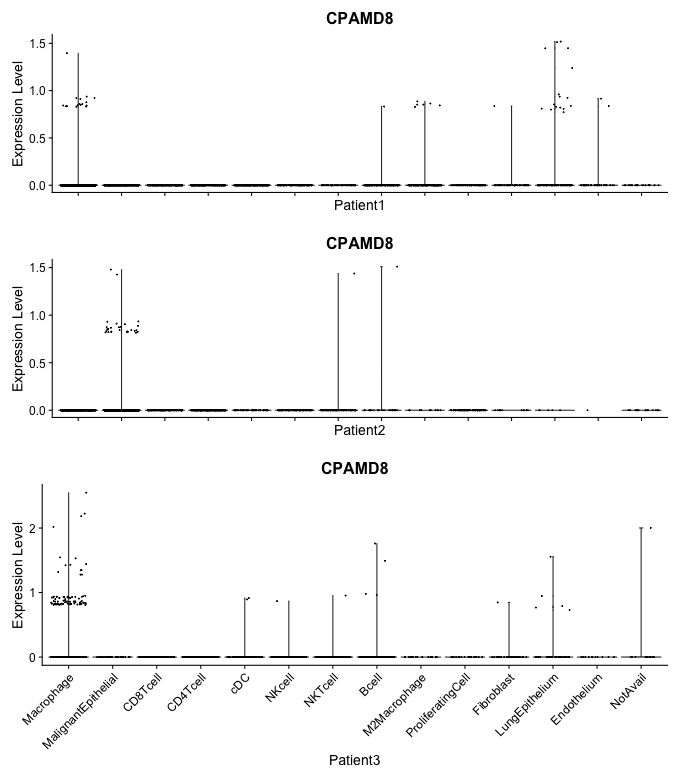 CPAMD8
Expression Level
1.5
1.0
0.5
0.0
Patient1
CPAMD8
Expression Level
1.5
1.0
0.5
0.0
Patient2
CPAMD8
Expression Level
2
1
0
Macrophage
MalignantEpithelial
CD8Tcell
CD4Tcell
cDC
NKcell
NKTcell
Bcell
M2Macrophage
ProliferatingCell
Fibroblast
LungEpithelium
Endothelium
NotAvail
Patient3